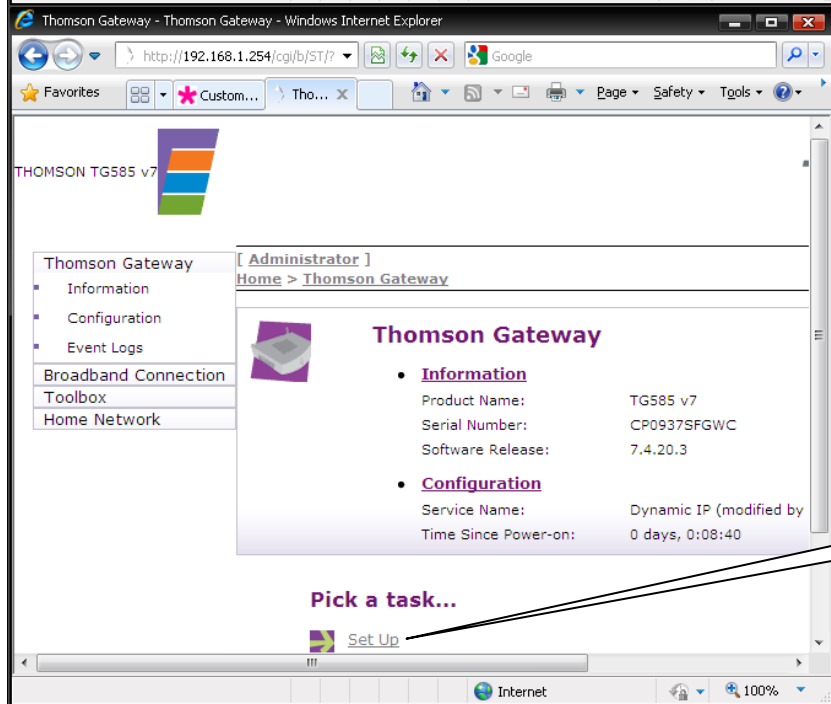 Thomson Gateway - Thomson Gateway - Windows Internet Explorer
http://192.168.1.254/cgi/b/ST/?
Google
Favorites
Custom...
Tho...
Page
Safety
Tools
THOMSON TG585 v7
Thomson Gateway
Information
Configuration
Event Logs
Broadband Connection
Toolbox
Home Network
[ Administrator ]
Home > Thomson Gateway
Thomson Gateway
Information
Product Name: TG585 v7
Serial Number: CP0937SFGWC
Software Release: 7.4.20.3
Configuration
Service Name: Dynamic IP (modified by
Time Since Power-on: 0 days, 0:08:40
Pick a task...
Set Up
Internet
100%